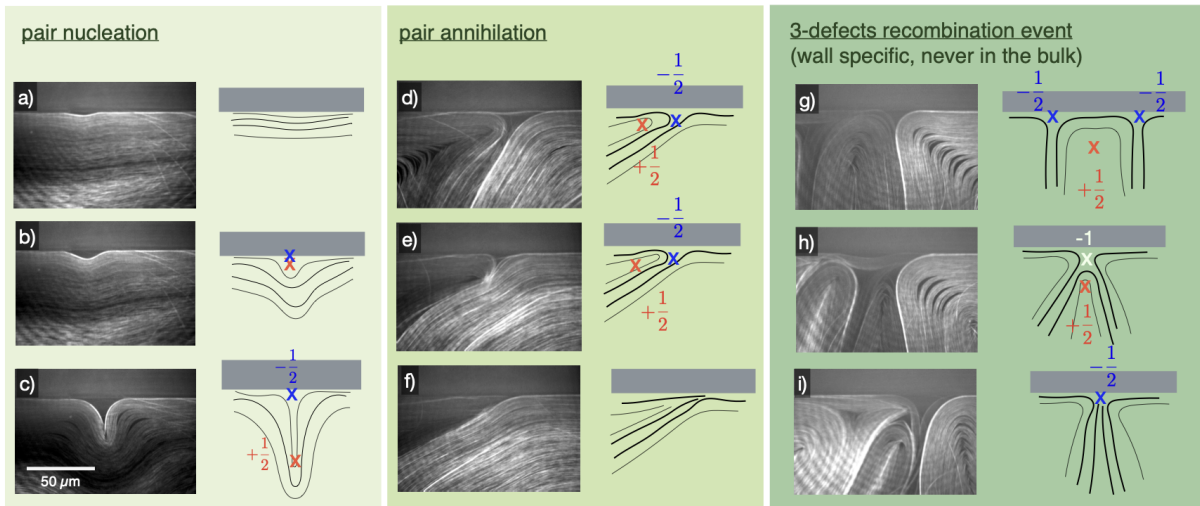 pair nucleation
a)
b)
- 1/2
c)
+ 1/2
50 µm
pair annihilation
- 1/2
d)
+ 1/2
- 1/2
e)
+ 1/2
f)
3-defects recombination event
(wall specific, never in the bulk)
- 1/2 - 1/2
g)
+ 1/2
-1
h)
+ 1/2
- 1/2
i)